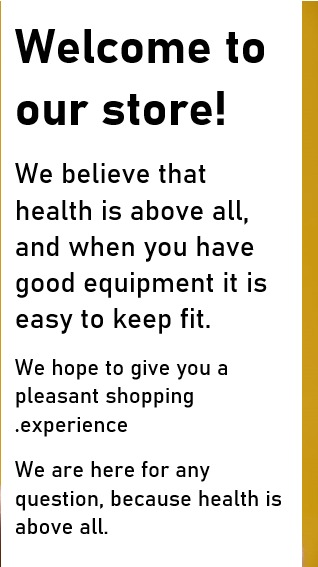 Welcome to
our store!
We believe that
health is above all,
and when you have
good equipment it is
easy to keep fit.
We hope to give you a
pleasant shopping
.experience
We are here for any
question, because health is
above all.